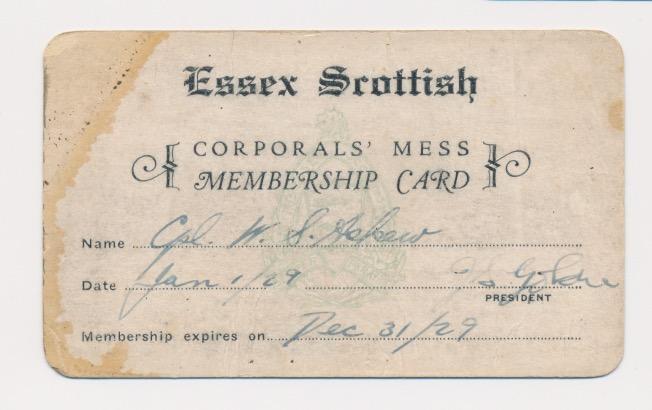 Essex Scottish
CORPORALS' MESS
MEMBERSHIP CARD
Name Cpl. W. S. Askew
Date Jan 1/29
PRESIDENT
Membership expires on Dec 31/29